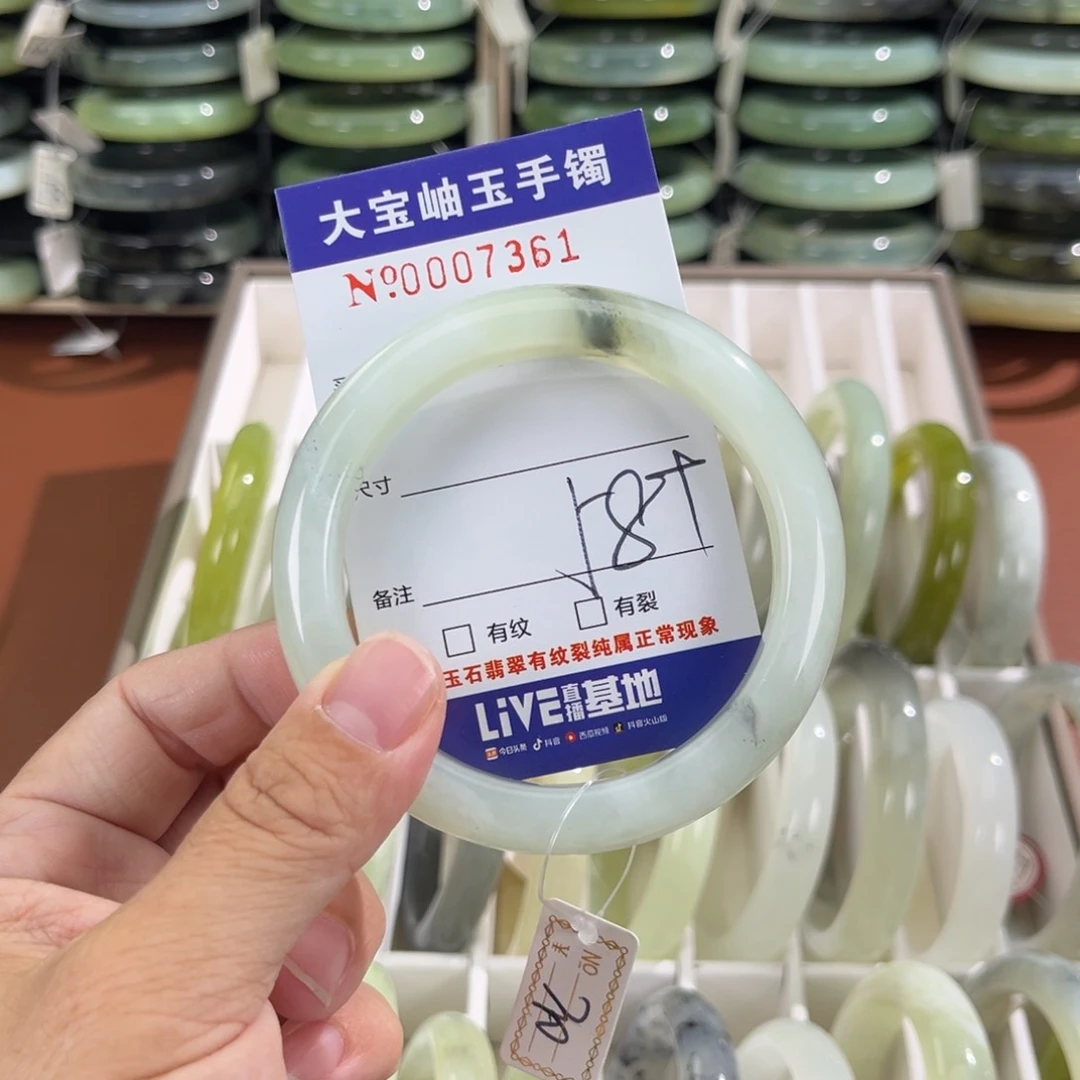 大宝岫玉手镯
Nº0007361
尺寸
备注
有纹
有裂
玉石翡翠有纹裂纯属正常现象
LiVE直播基地
今日头条 抖音 西瓜视频 抖音火山版
NO